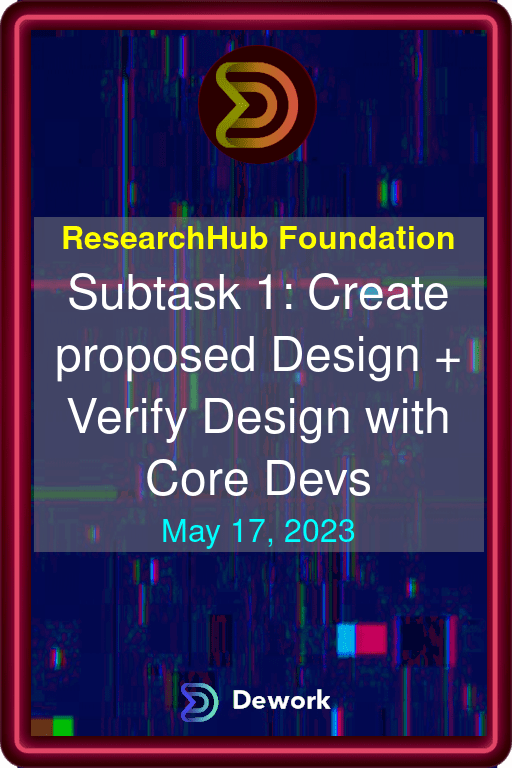 ResearchHub Foundation
Subtask 1: Create
proposed Design +
Verify Design with
Core Devs
May 17, 2023
Dework